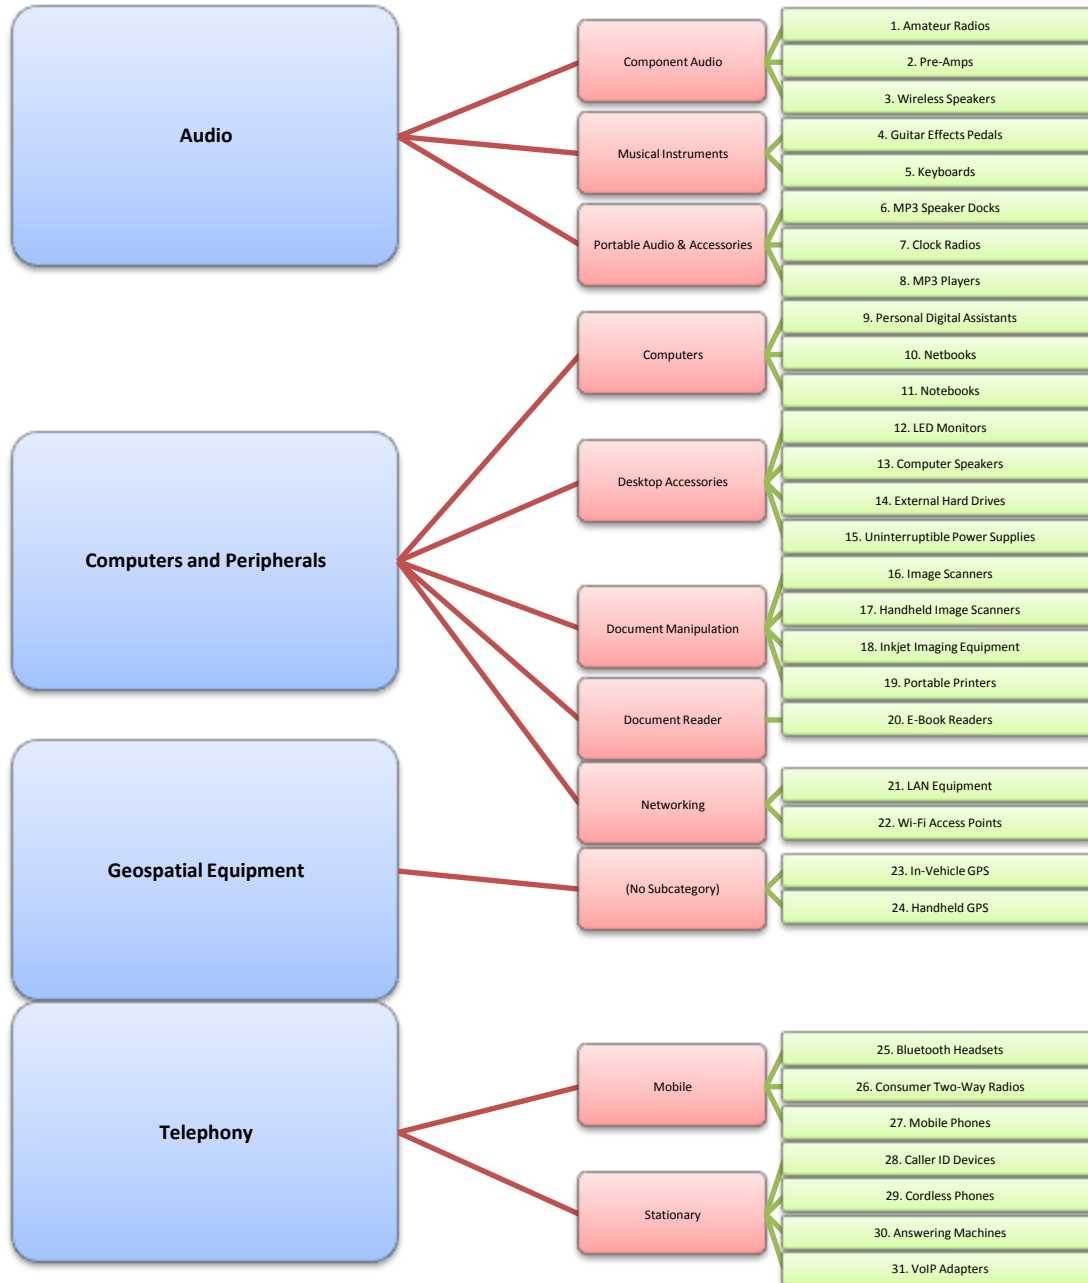 Audio
Component Audio
1. Amateur Radios
2. Pre-Amps
3. Wireless Speakers
Musical Instruments
4. Guitar Effects Pedals
5. Keyboards
Portable Audio & Accessories
6. MP3 Speaker Docks
7. Clock Radios
8. MP3 Players
Computers and Peripherals
Computers
9. Personal Digital Assistants
10. Netbooks
11. Notebooks
Desktop Accessories
12. LED Monitors
13. Computer Speakers
14. External Hard Drives
15. Uninterruptible Power Supplies
Document Manipulation
16. Image Scanners
17. Handheld Image Scanners
18. Inkjet Imaging Equipment
19. Portable Printers
Document Reader
20. E-Book Readers
Networking
21. LAN Equipment
22. Wi-Fi Access Points
Geospatial Equipment
(No Subcategory)
23. In-Vehicle GPS
24. Handheld GPS
Telephony
Mobile
25. Bluetooth Headsets
26. Consumer Two-Way Radios
27. Mobile Phones
Stationary
28. Caller ID Devices
29. Cordless Phones
30. Answering Machines
31. VoIP Adapters